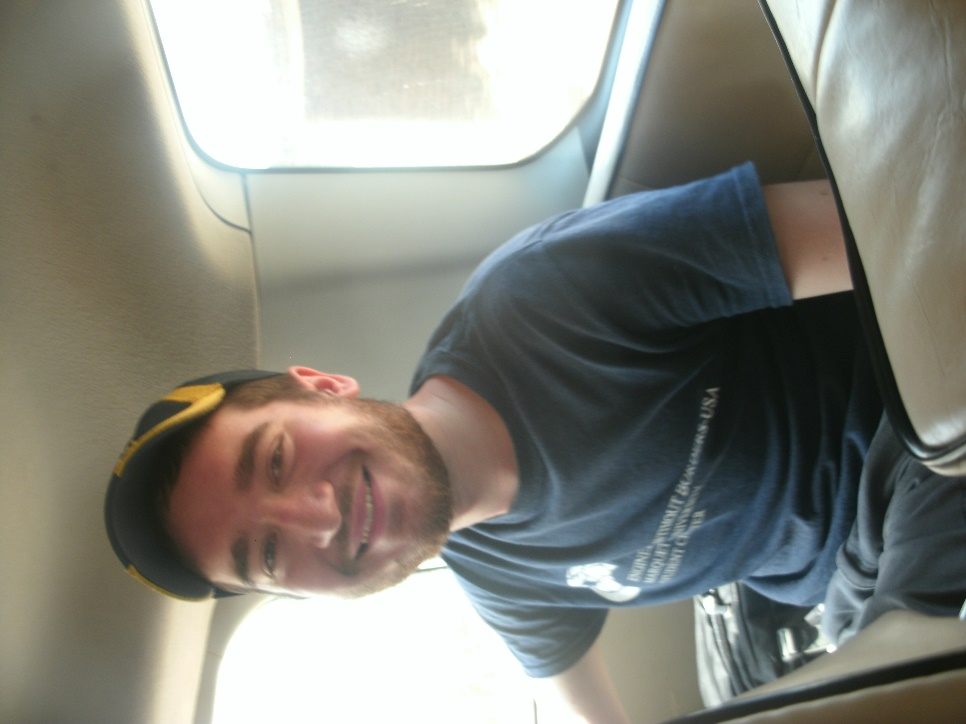 ENGINEERS WITHOUT BORDERS-USA
MARQUETTE UNIVERSITY
STUDENT CHAPTER